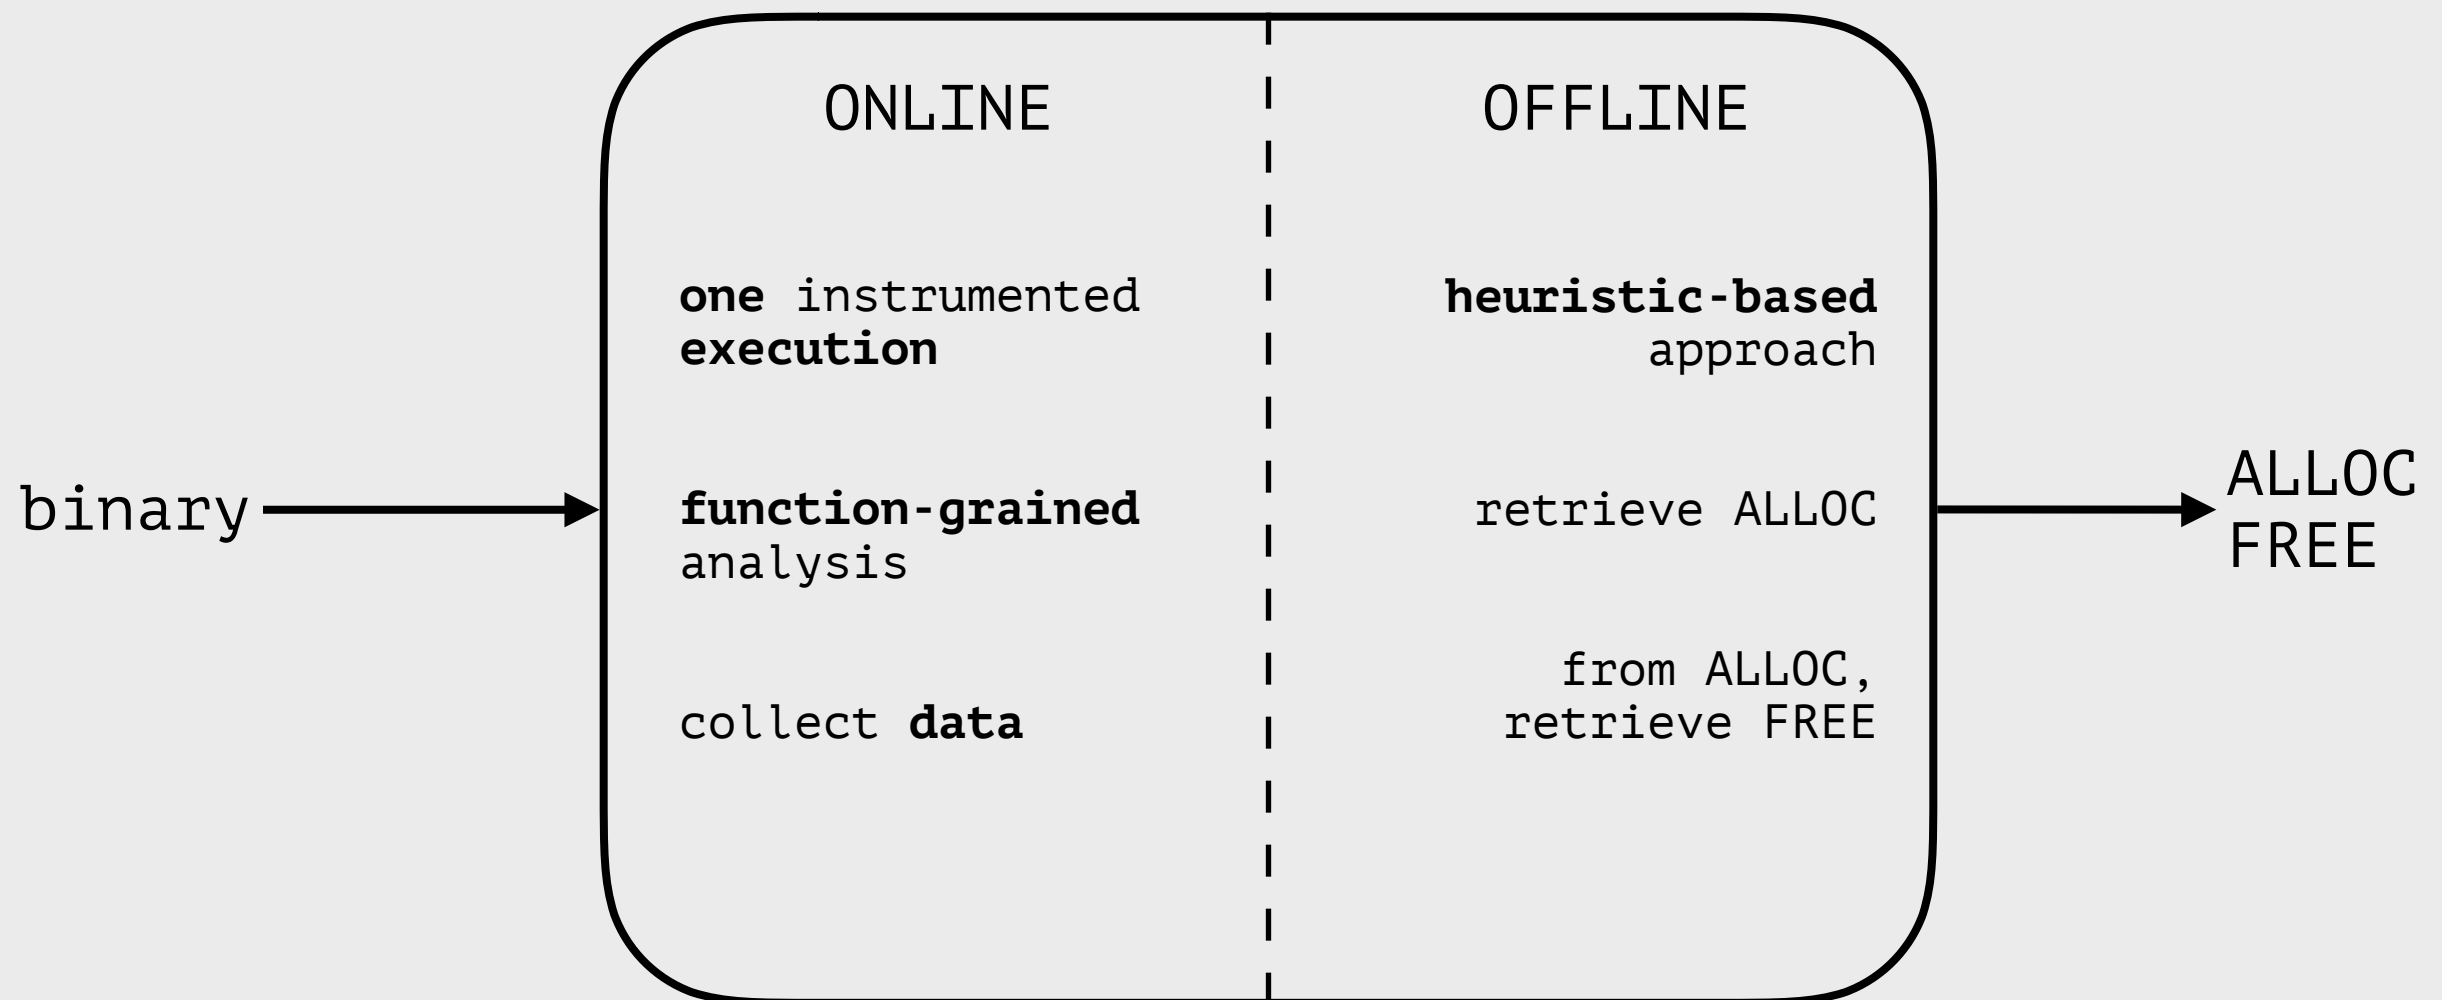 binary
ONLINE
one instrumented
execution
function-grained
analysis
collect data
OFFLINE
heuristic-based
approach
retrieve ALLOC
from ALLOC,
retrieve FREE
ALLOC
FREE